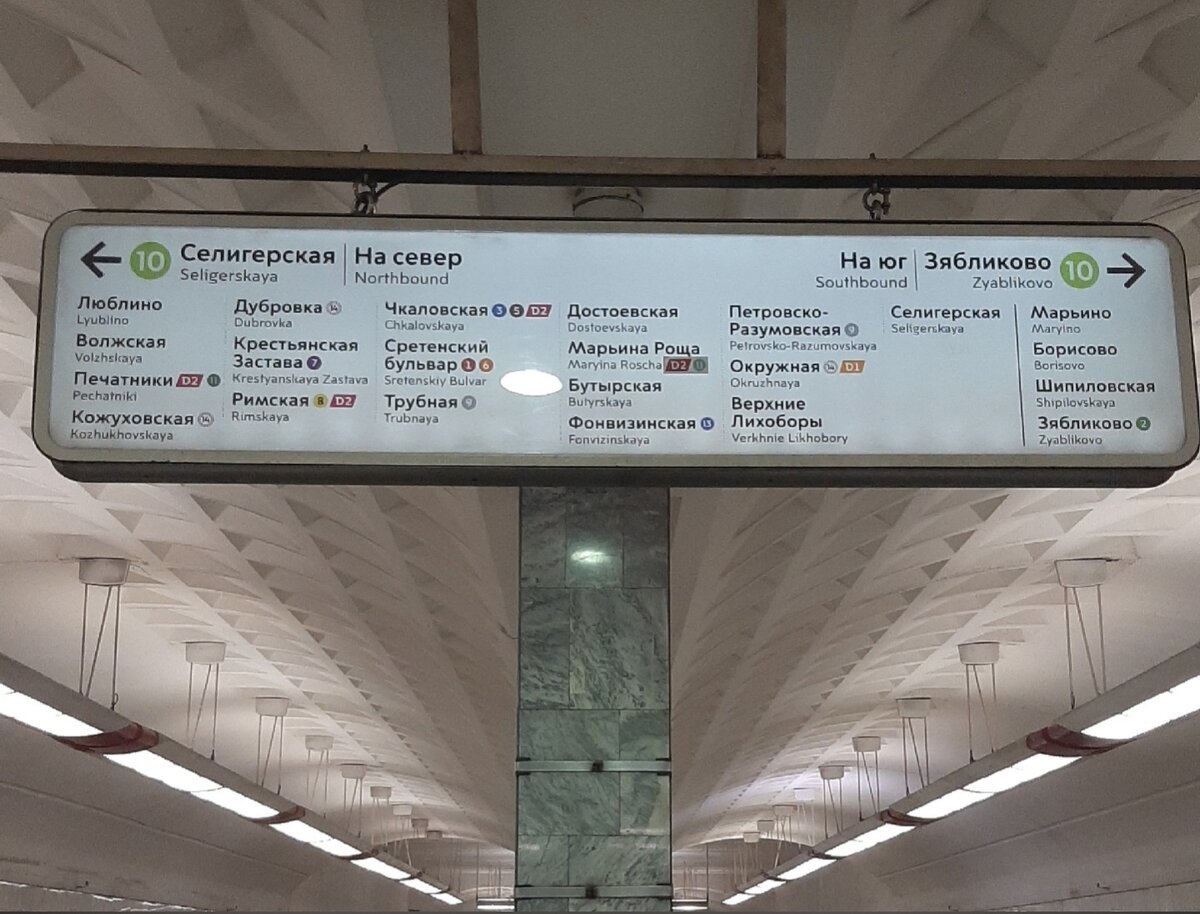 ← 10 Селигерская На север
Seligerskaya Northbound
На юг Зябликово 10 →
Southbound Zyablikovo
Люблино
Lyublino
Волжская
Volzhskaya
Печатники D2 11
Pechatniki
Кожуховская 14
Kozhukhovskaya
Дубровка 14
Dubrovka
Крестьянская
Застава 7
Krestyanskaya Zastava
Римская 8 D2
Rimskaya
Чкаловская 3 5 D2
Chkalovskaya
Сретенский
бульвар 1 6
Sretenskiy Bulvar
Трубная 9
Trubnaya
Достоевская
Dostoevskaya
Марьина Роща
Maryina Roscha D2 11
Бутырская
Butyrskaya
Фонвизинская 13
Fonvizinskaya
Петровско-
Разумовская 9
Petrovsko-Razumovskaya
Окружная 14 D1
Okruzhnaya
Верхние
Лихоборы
Verkhnie Likhobory
Селигерская
Seligerskaya
Марьино
Maryino
Борисово
Borisovo
Шипиловская
Shipilovskaya
Зябликово 2
Zyablikovo